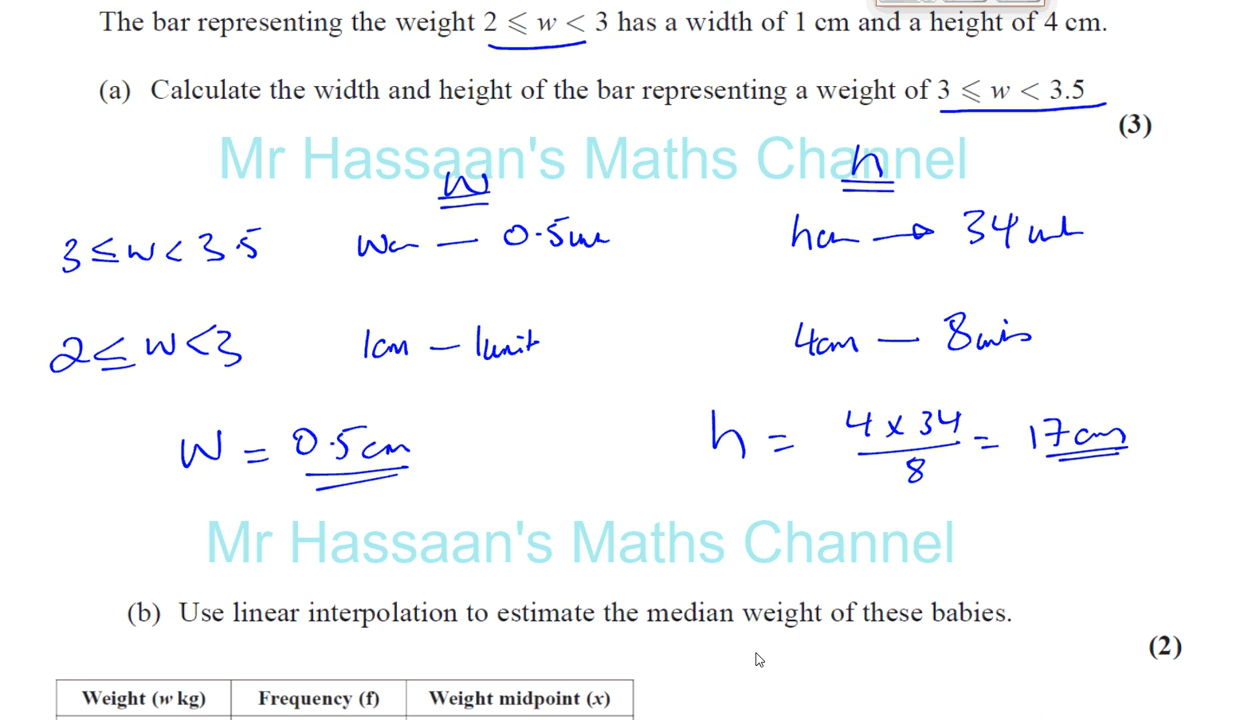 The bar representing the weight 2 ⩽ w < 3 has a width of 1 cm and a height of 4 cm.
(a) Calculate the width and height of the bar representing a weight of 3 ⩽ w < 3.5
(3)
Mr Hassaan's Maths Channel
w h
3 ≤ w < 3.5 wcm — 0.5 hcm → 34
2 ≤ w < 3 1cm — 1unit 4cm — 8
w = 0.5cm h = 4 x 34 / 8 = 17cm
Mr Hassaan's Maths Channel
(b) Use linear interpolation to estimate the median weight of these babies.
(2)
Weight (w kg) Frequency (f) Weight midpoint (x)